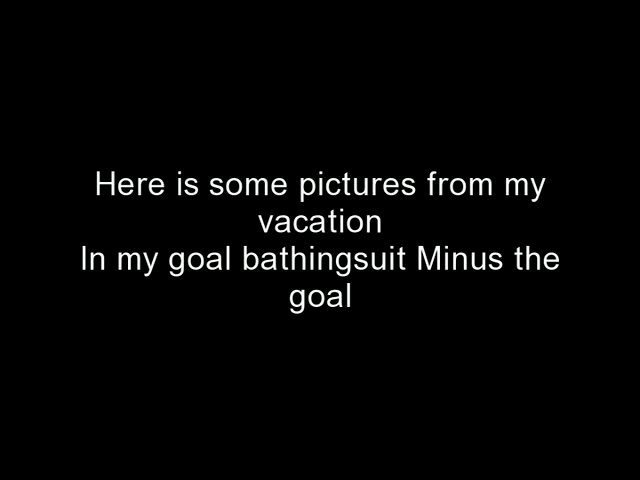 Here is some pictures from my
vacation
In my goal bathingsuit Minus the
goal